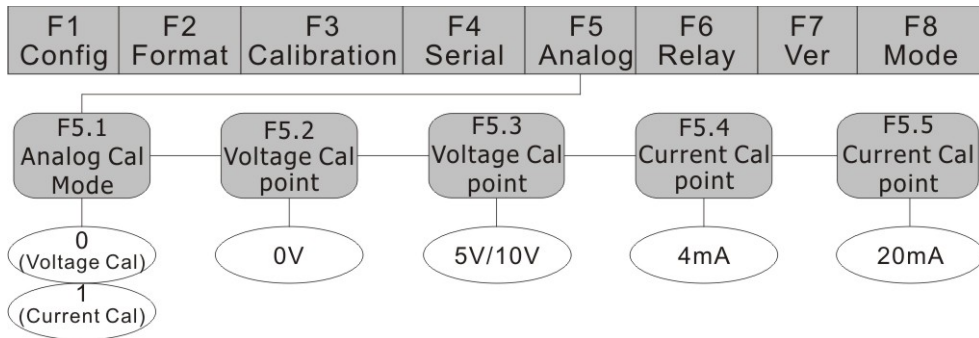 F1 F2 F3 F4 F5 F6 F7 F8
Config Format Calibration Serial Analog Relay Ver Mode
F5.1
Analog Cal
Mode
F5.2
Voltage Cal
point
F5.3
Voltage Cal
point
F5.4
Current Cal
point
F5.5
Current Cal
point
0
(Voltage Cal)
1
(Current Cal)
0V
5V/10V
4mA
20mA